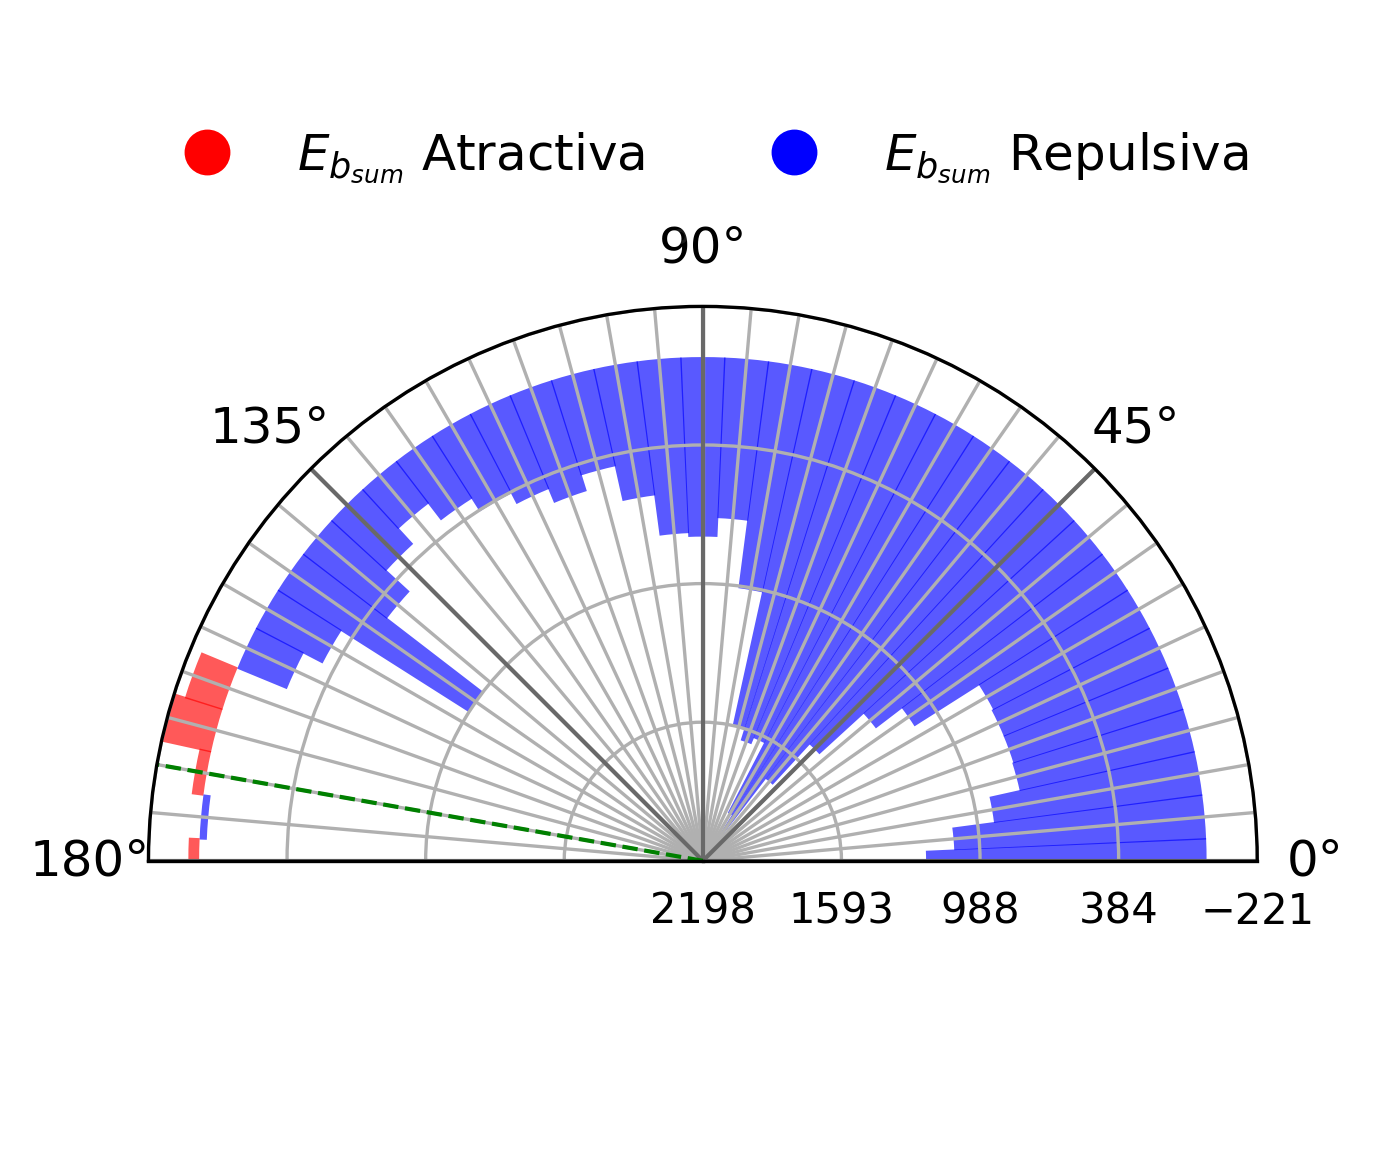 E_{b_{sum}} Atractiva E_{b_{sum}} Repulsiva
90°
135° 45°
180° 0°
2198 1593 988 384 −221